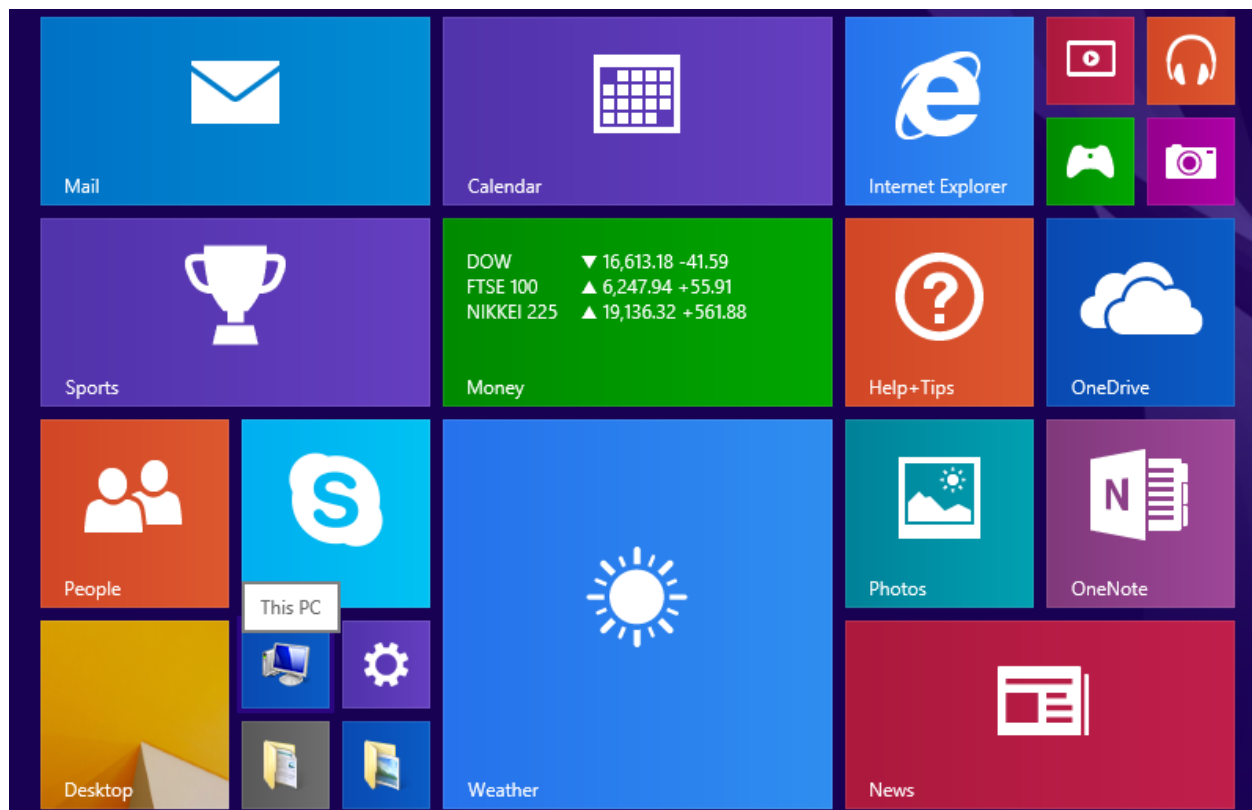 Mail
Calendar
Internet Explorer
Sports
DOW ▼ 16,613.18 -41.59
FTSE 100 ▲ 6,247.94 +55.91
NIKKEI 225 ▲ 19,136.32 +561.88
Money
Help+Tips
OneDrive
People
S
This PC
Weather
Photos
N
OneNote
Desktop
News